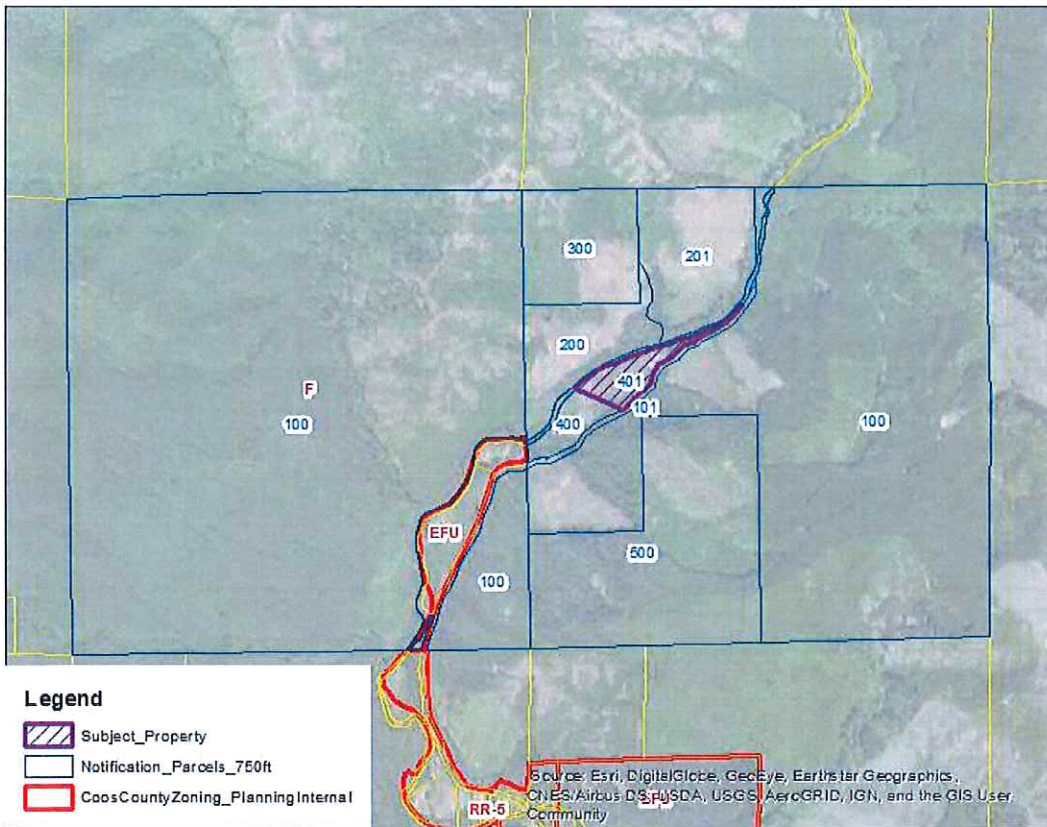 300
201
200
401
F
100
400
101
100
EFU
100
500
Legend
Subject_Property
Notification_Parcels_750ft
CoosCountyZoning_PlanningInternal
RR-5
EFU
Source: Esri, DigitalGlobe, GeoEye, Earthstar Geographics,
CNES/Airbus DS, USDA, USGS, AeroGRID, IGN, and the GIS User
Community